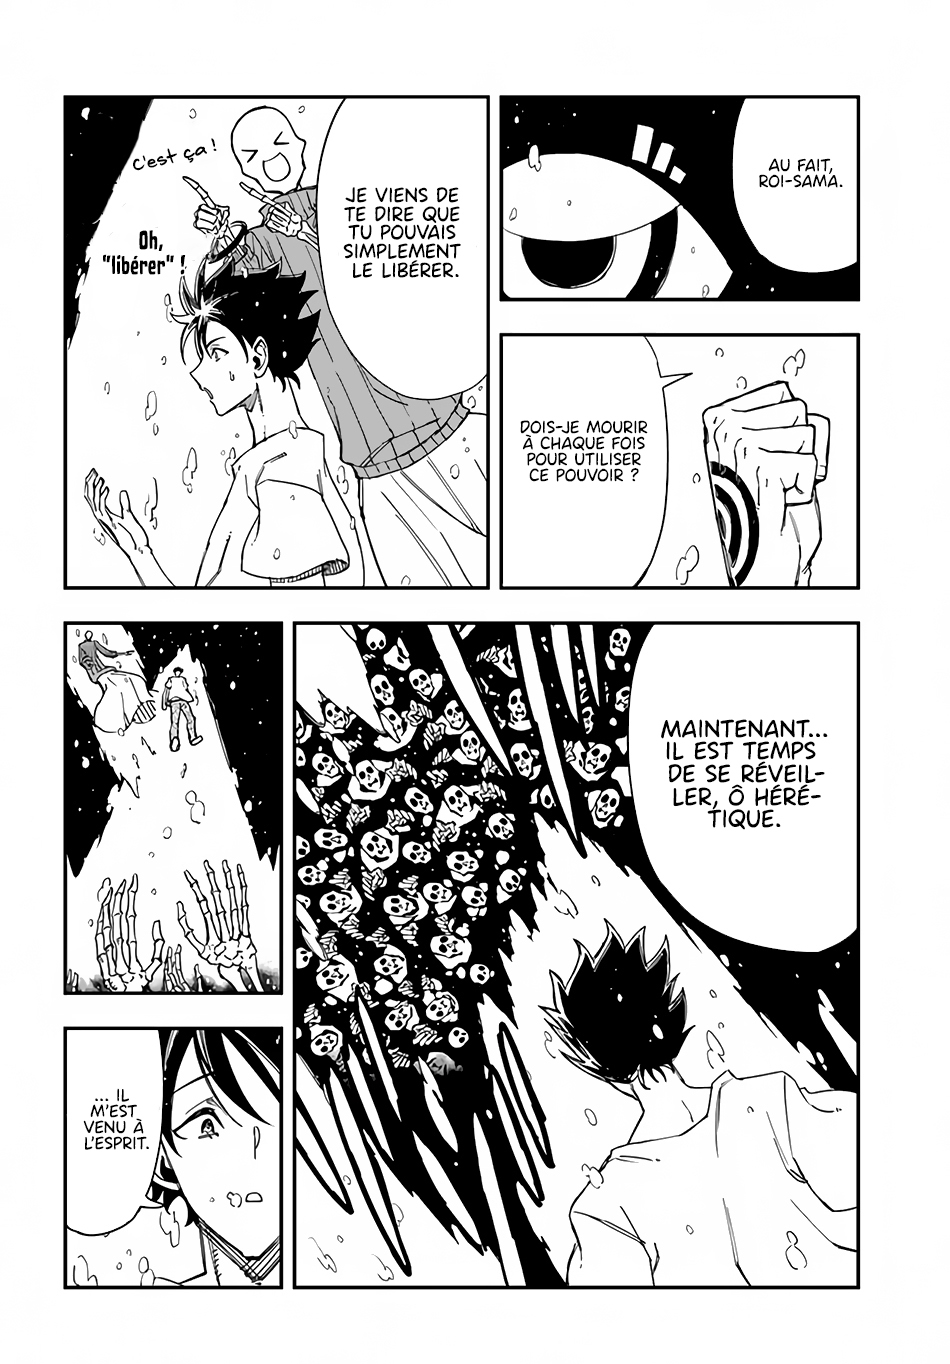 AU FAIT,
ROI-SAMA.
DOIS-JE MOURIR
À CHAQUE FOIS
POUR UTILISER
CE POUVOIR ?
JE VIENS DE
TE DIRE QUE
TU POUVAIS
SIMPLEMENT
LE LIBÉRER.
c'est ça !
Oh,
"libérer" !
MAINTENANT...
IL EST TEMPS
DE SE RÉVEIL-
LER, Ô HÉRÉ-
TIQUE.
... IL
M'EST
VENU À
L'ESPRIT.